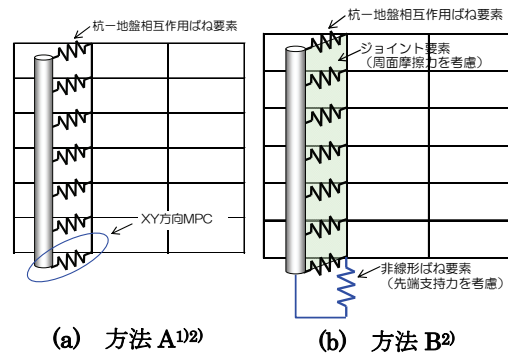 杭ー地盤相互作用ばね要素
XY方向MPC
(a) 方法 A1)2)
杭ー地盤相互作用ばね要素
ジョイント要素
（周面摩擦力を考慮）
非線形ばね要素
（先端支持力を考慮）
(b) 方法 B2)